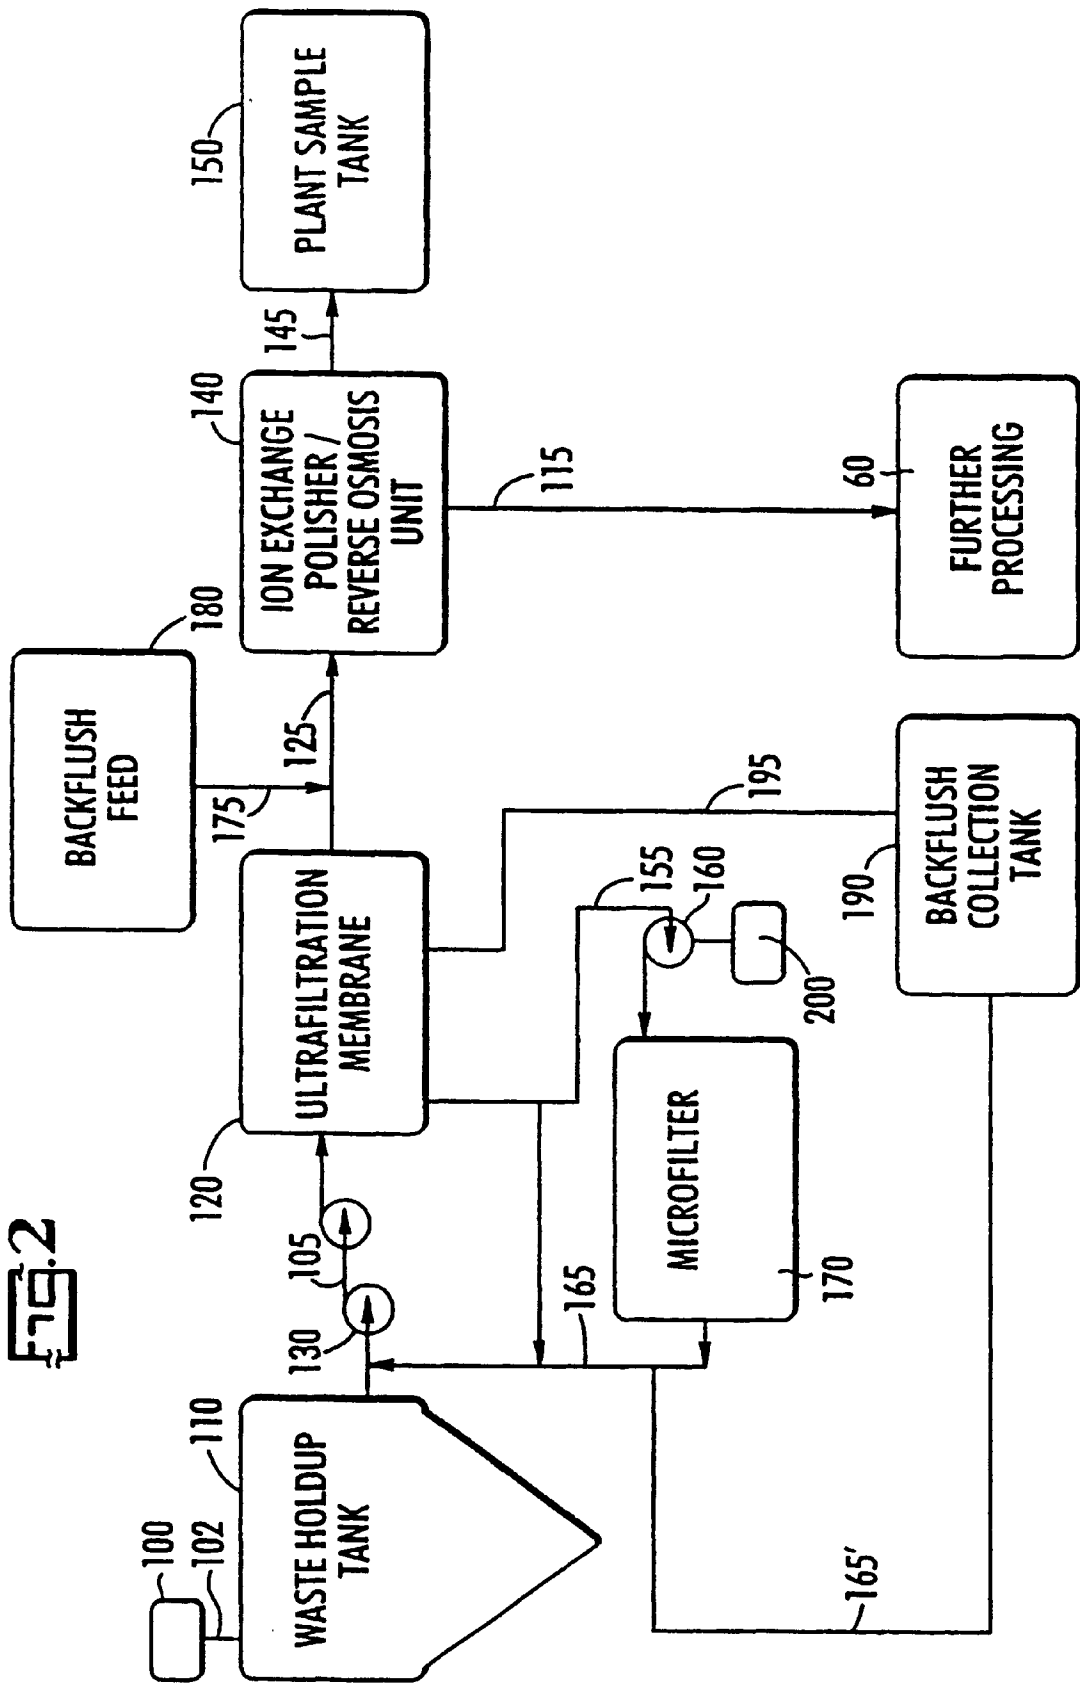 Fig.2
100
102
110
WASTE HOLDUP
TANK
130
105
120
ULTRAFILTRATION
MEMBRANE
BACKFLUSH
FEED
180
175
125
140
ION EXCHANGE
POLISHER /
REVERSE OSMOSIS
UNIT
145
150
PLANT SAMPLE
TANK
115
60
FURTHER
PROCESSING
165
MICROFILTER
170
155
160
200
195
190
BACKFLUSH
COLLECTION
TANK
165'